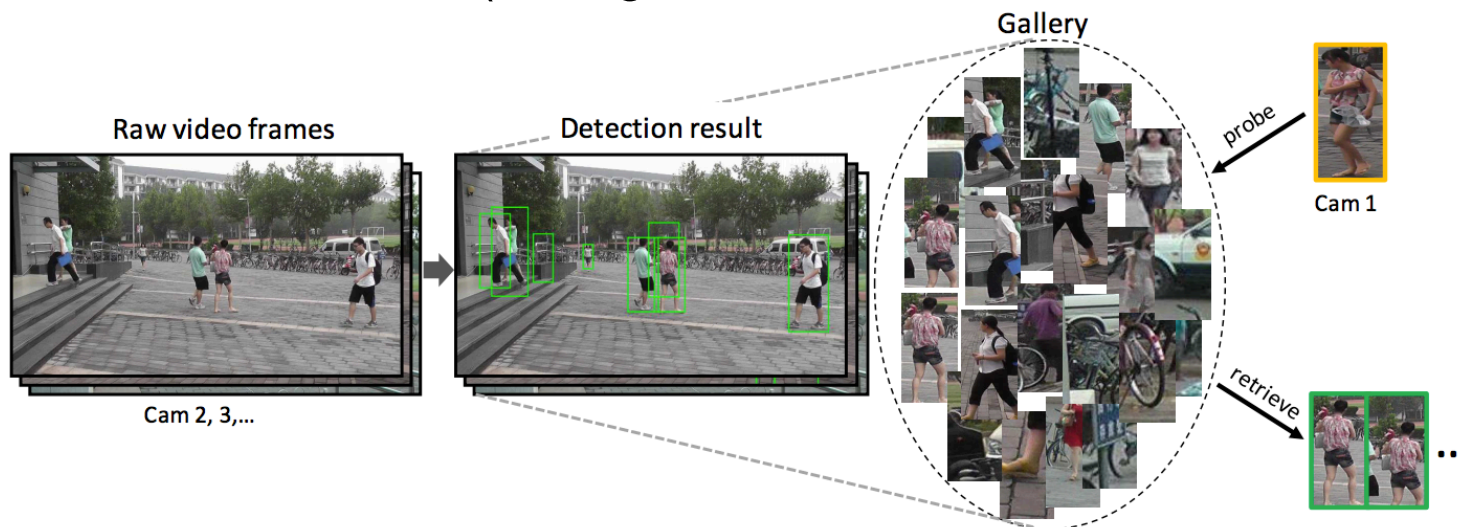 Gallery
Raw video frames
Detection result
probe
Cam 1
Cam 2, 3,...
retrieve
..